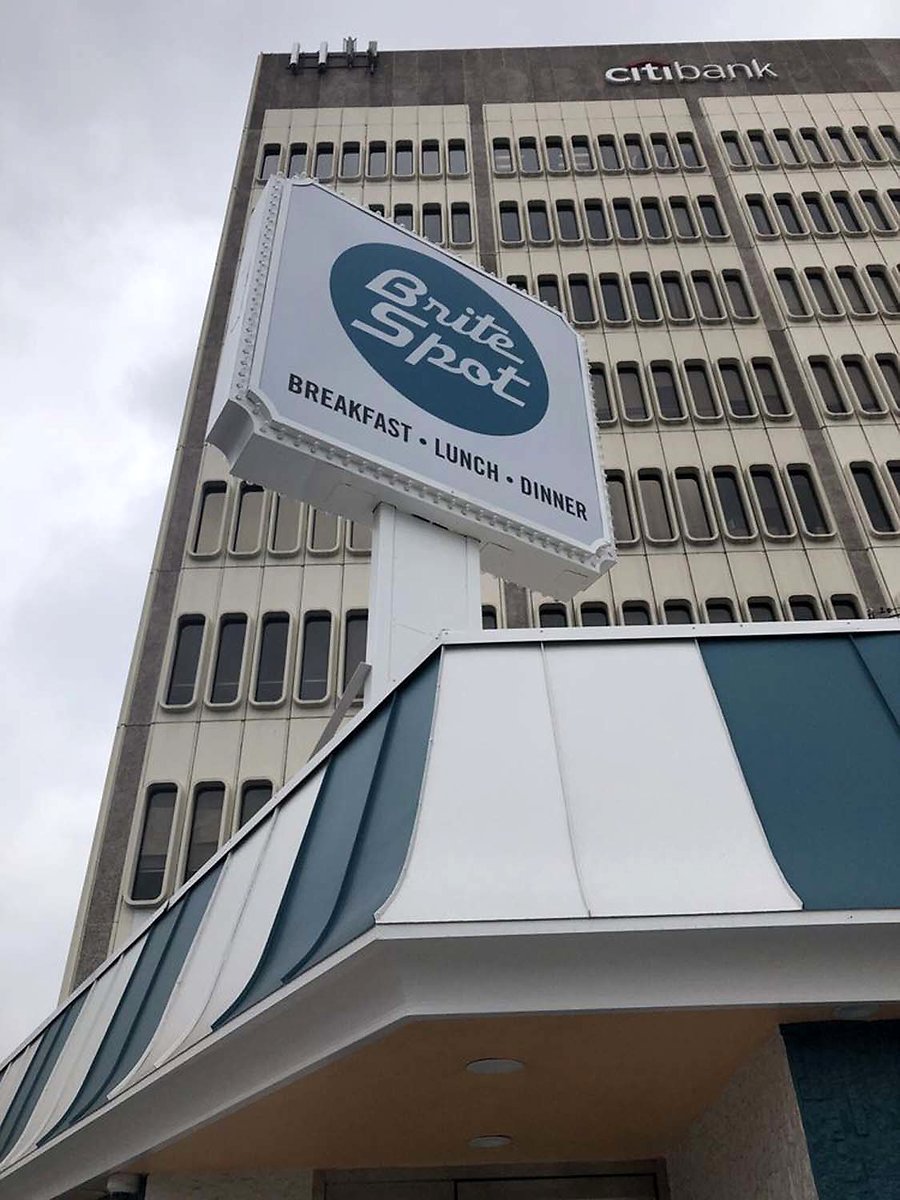 citibank
Brite
Spot
BREAKFAST • LUNCH • DINNER